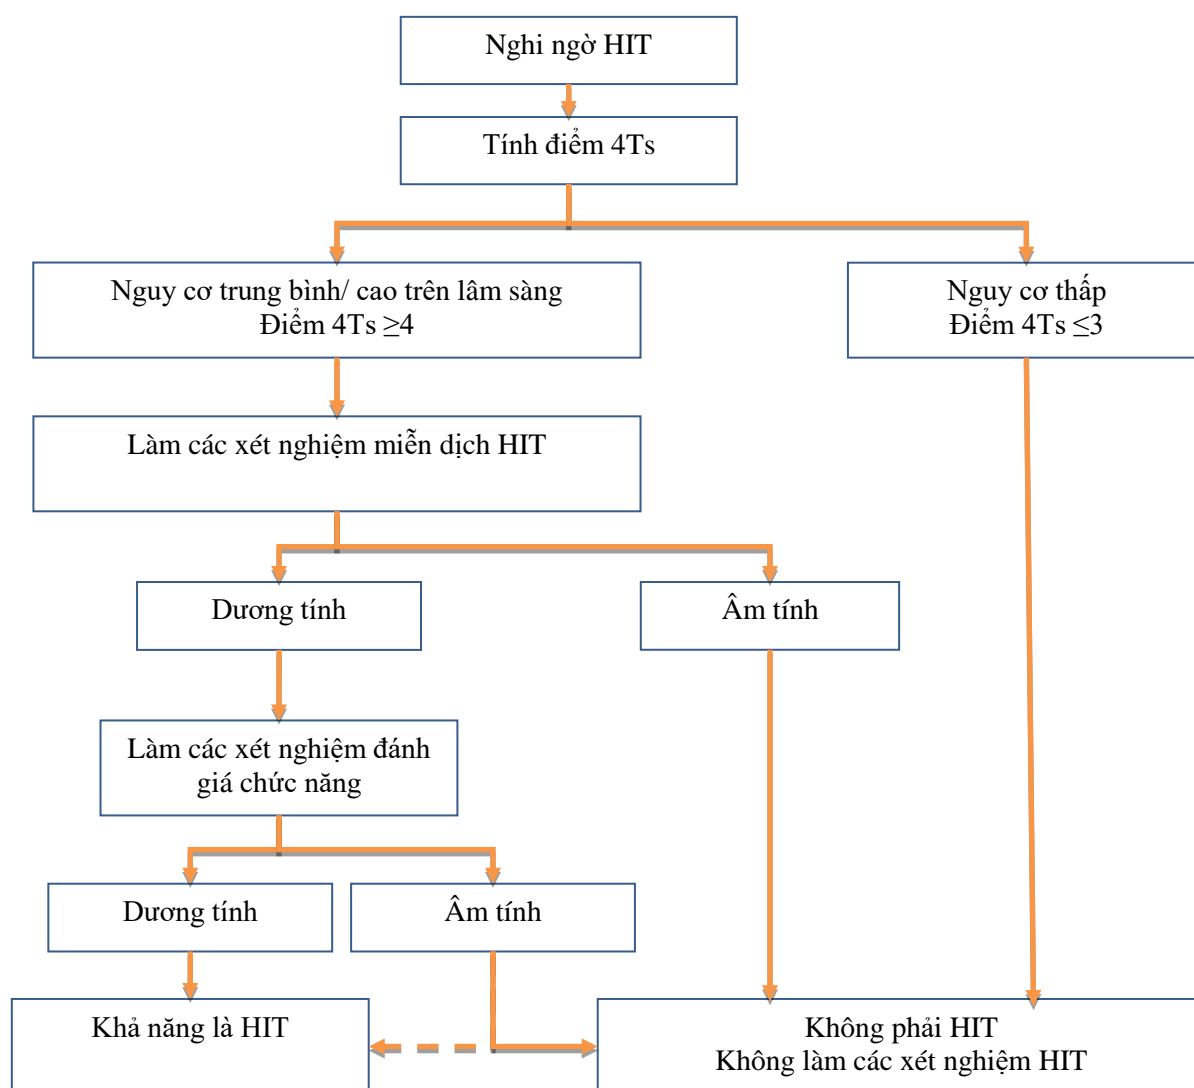 Nghi ngờ HIT
Tính điểm 4Ts
Nguy cơ trung bình/ cao trên lâm sàng
Điểm 4Ts ≥4
Nguy cơ thấp
Điểm 4Ts ≤3
Làm các xét nghiệm miễn dịch HIT
Dương tính
Âm tính
Làm các xét nghiệm đánh
giá chức năng
Dương tính
Âm tính
Khả năng là HIT
Không phải HIT
Không làm các xét nghiệm HIT